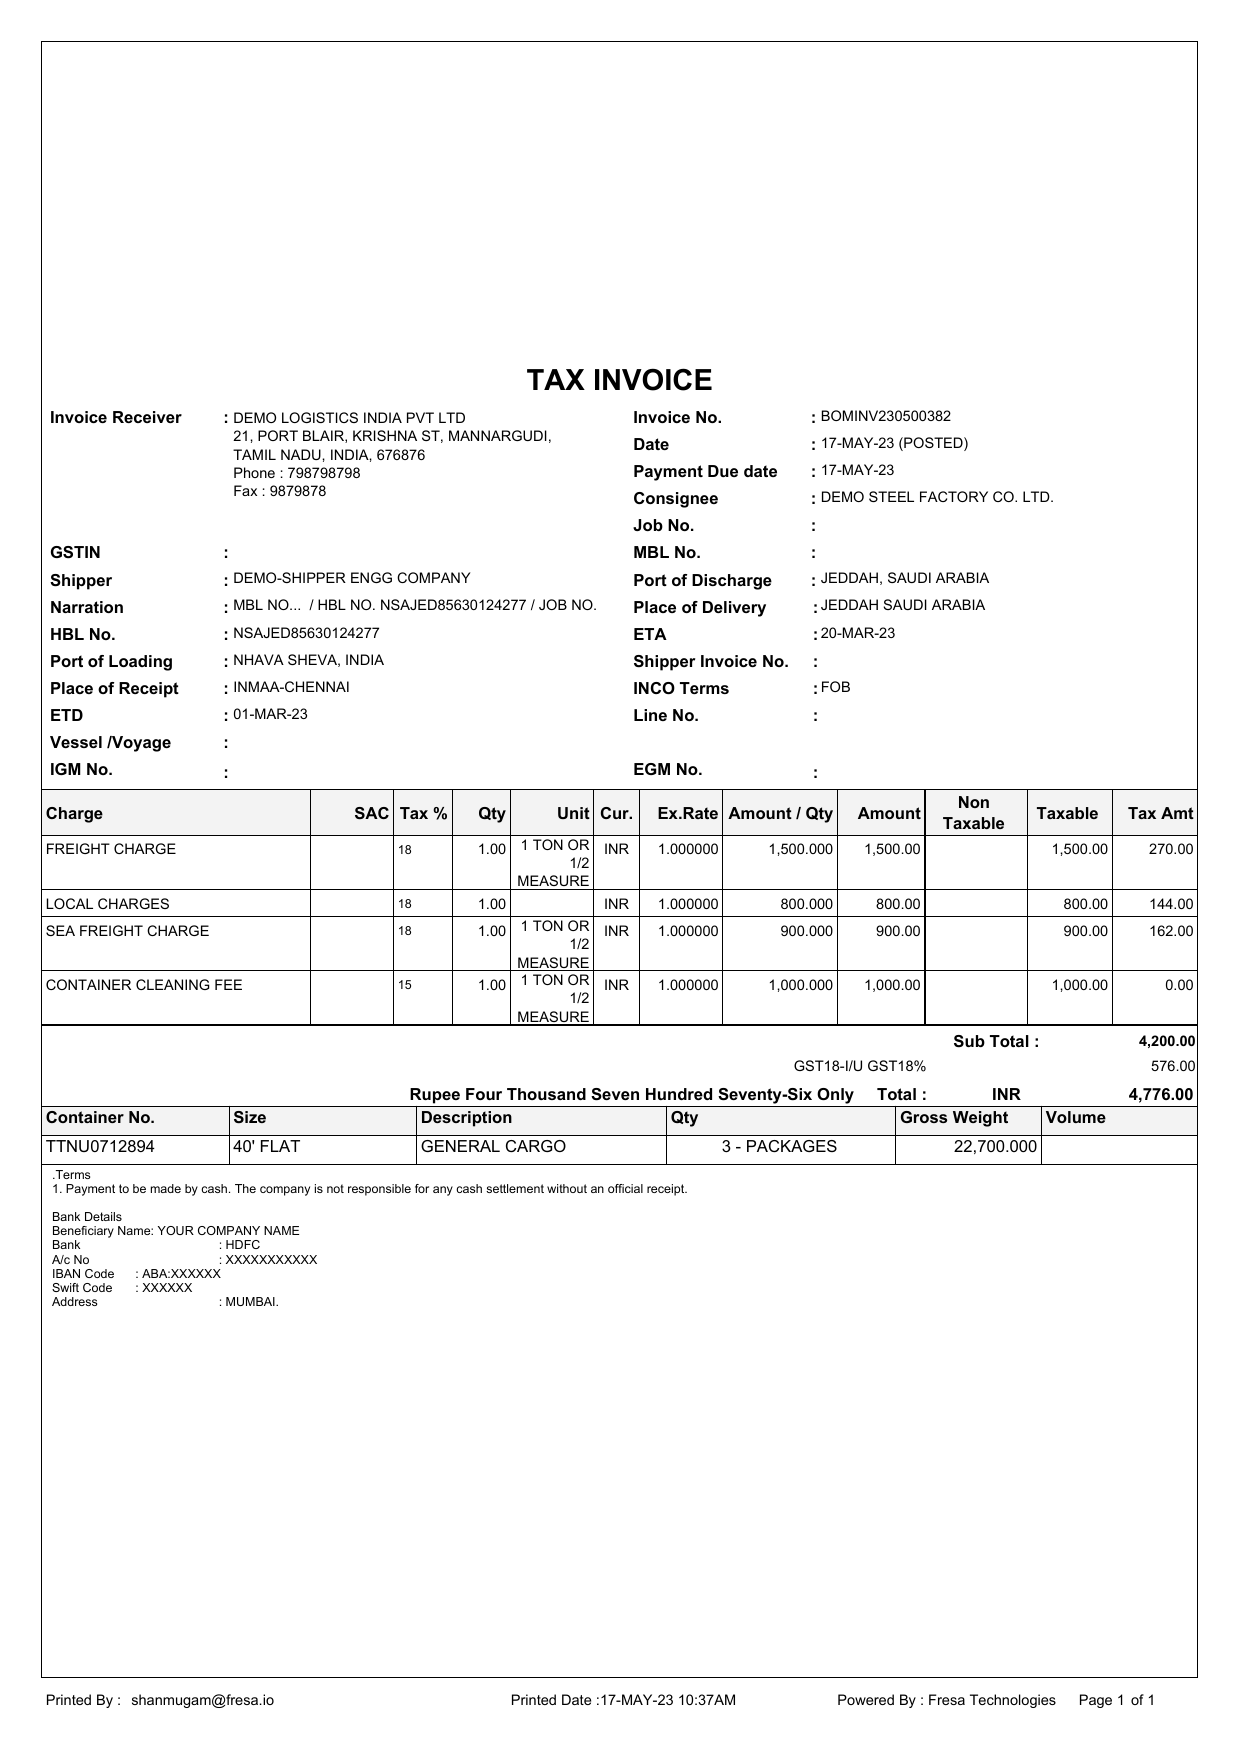 TAX INVOICE
Invoice Receiver : DEMO LOGISTICS INDIA PVT LTD
21, PORT BLAIR, KRISHNA ST, MANNARGUDI,
TAMIL NADU, INDIA, 676876
Phone : 798798798
Fax : 9879878
GSTIN :
Shipper : DEMO-SHIPPER ENGG COMPANY
Narration : MBL NO... / HBL NO. NSAJED85630124277 / JOB NO.
HBL No. : NSAJED85630124277
Port of Loading : NHAVA SHEVA, INDIA
Place of Receipt : INMAA-CHENNAI
ETD : 01-MAR-23
Vessel /Voyage :
IGM No. :
Invoice No. : BOMINV230500382
Date : 17-MAY-23 (POSTED)
Payment Due date : 17-MAY-23
Consignee : DEMO STEEL FACTORY CO. LTD.
Job No. :
MBL No. :
Port of Discharge : JEDDAH, SAUDI ARABIA
Place of Delivery : JEDDAH SAUDI ARABIA
ETA : 20-MAR-23
Shipper Invoice No. :
INCO Terms : FOB
Line No. :
EGM No. :
Charge SAC Tax % Qty Unit Cur. Ex.Rate Amount / Qty Amount Non Taxable Taxable Tax Amt
FREIGHT CHARGE 18 1.00 1 TON OR 1/2 MEASURE INR 1.000000 1,500.000 1,500.00 1,500.00 270.00
LOCAL CHARGES 18 1.00 INR 1.000000 800.000 800.00 800.00 144.00
SEA FREIGHT CHARGE 18 1.00 1 TON OR 1/2 MEASURE INR 1.000000 900.000 900.00 900.00 162.00
CONTAINER CLEANING FEE 15 1.00 1 TON OR 1/2 MEASURE INR 1.000000 1,000.000 1,000.00 1,000.00 0.00
Sub Total : 4,200.00
GST18-I/U GST18% 576.00
Rupee Four Thousand Seven Hundred Seventy-Six Only Total : INR 4,776.00
Container No. Size Description Qty Gross Weight Volume
TTNU0712894 40' FLAT GENERAL CARGO 3 - PACKAGES 22,700.000
.Terms
1. Payment to be made by cash. The company is not responsible for any cash settlement without an official receipt.
Bank Details
Beneficiary Name: YOUR COMPANY NAME
Bank : HDFC
A/c No : XXXXXXXXXXX
IBAN Code : ABA:XXXXXX
Swift Code : XXXXXX
Address : MUMBAI.
Printed By : shanmugam@fresa.io Printed Date :17-MAY-23 10:37AM Powered By : Fresa Technologies Page 1 of 1